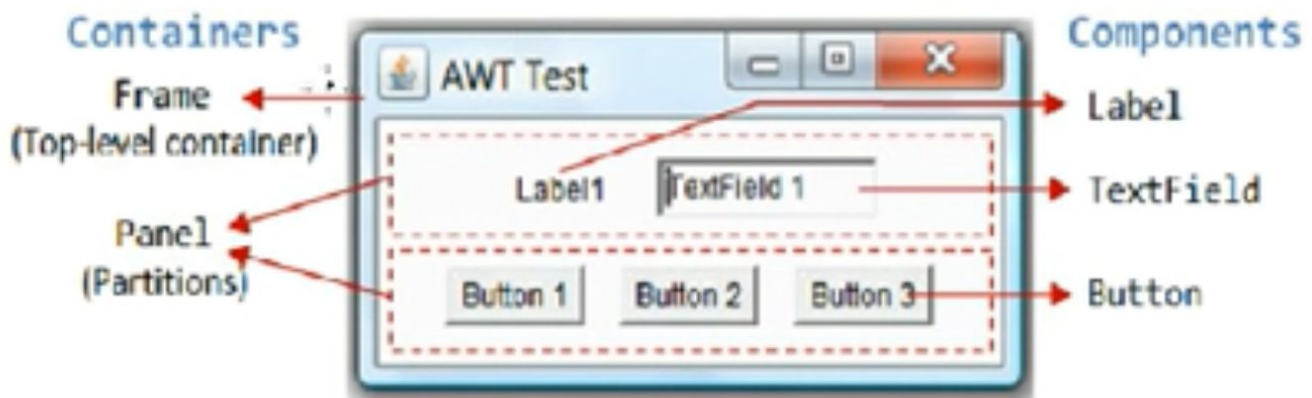 Containers
Frame
(Top-level container)
Panel
(Partitions)
AWT Test
Label1
TextField 1
Button 1
Button 2
Button 3
Components
Label
TextField
Button